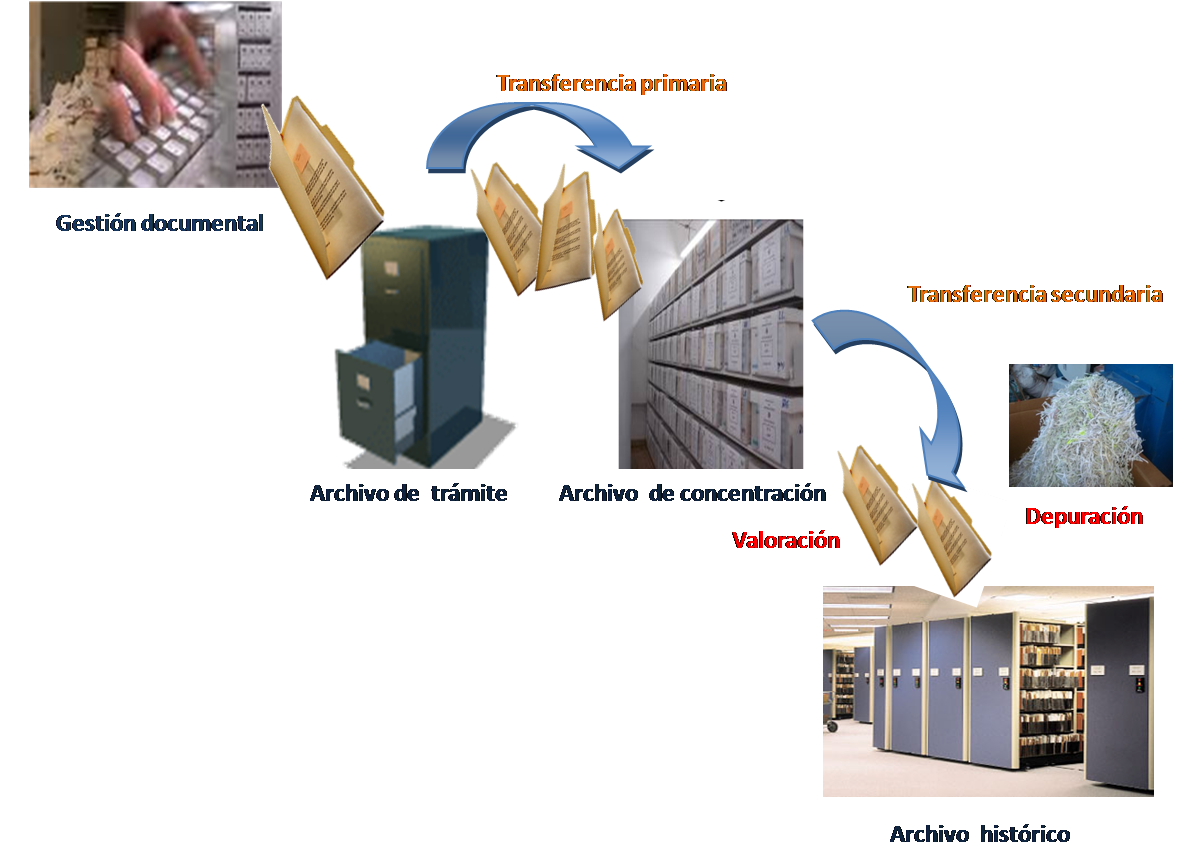 Transferencia primaria
Gestión documental
Transferencia secundaria
Archivo de trámite
Archivo de concentración
Depuración
Valoración
Archivo histórico